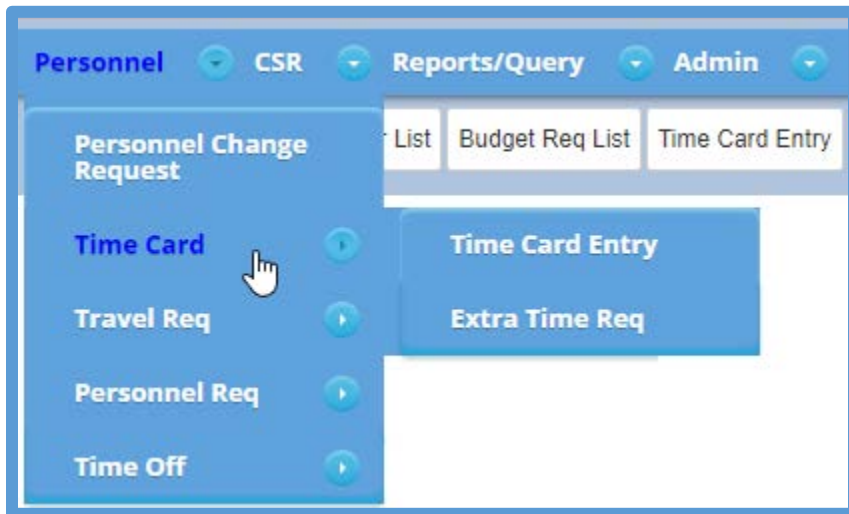 Personnel CSR Reports/Query Admin
List Budget Req List Time Card Entry
Personnel Change
Request
Time Card
Time Card Entry
Travel Req
Extra Time Req
Personnel Req
Time Off